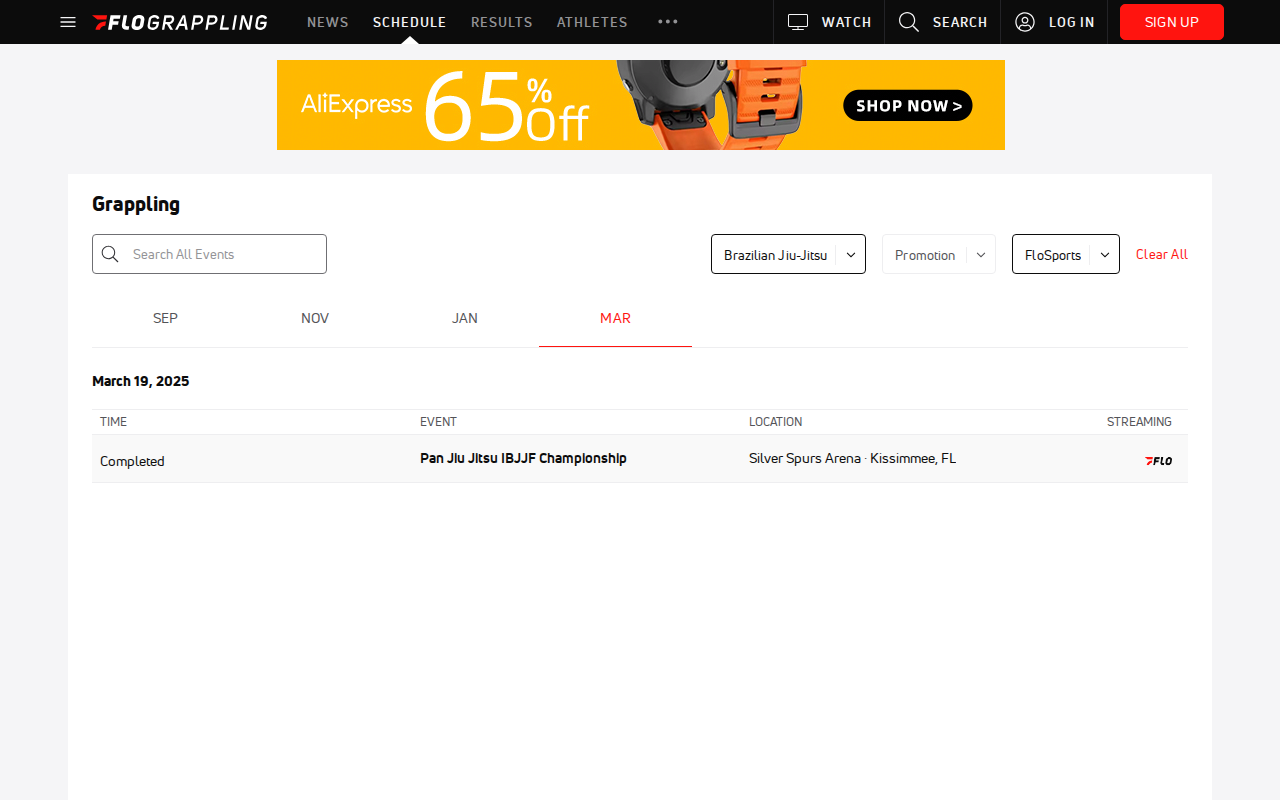 FLOGRAPPLING NEWS SCHEDULE RESULTS ATHLETES WATCH SEARCH LOG IN SIGN UP
AliExpress 65% Off SHOP NOW >
Grappling
Search All Events Brazilian Jiu-Jitsu Promotion FloSports Clear All
SEP NOV JAN MAR
March 19, 2025
TIME EVENT LOCATION STREAMING
Completed Pan Jiu Jitsu IBJJF Championship Silver Spurs Arena · Kissimmee, FL FLO